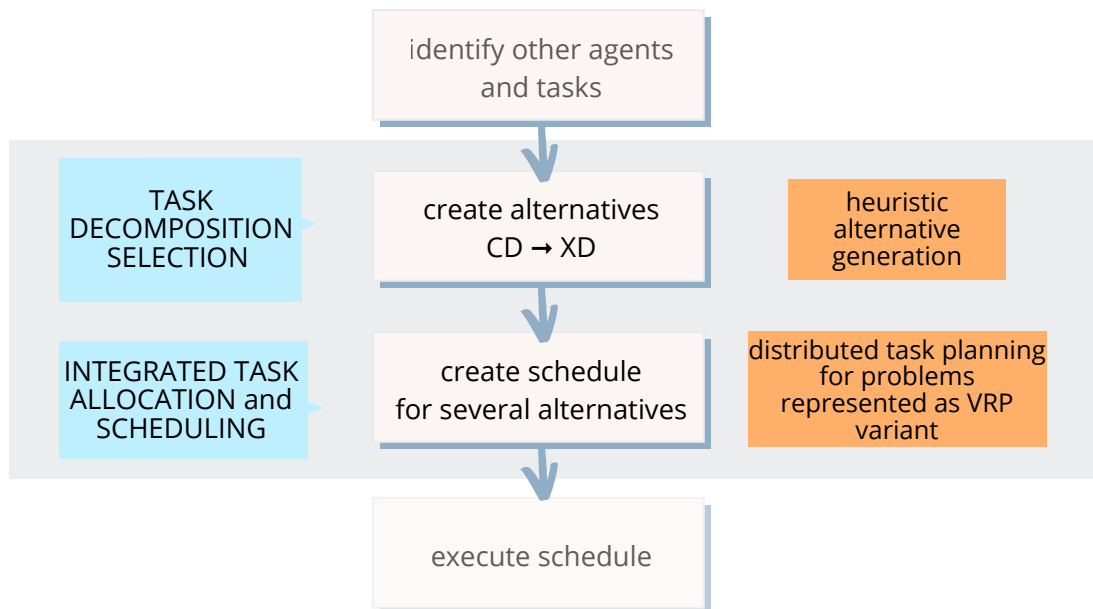 identify other agents
and tasks
TASK
DECOMPOSITION
SELECTION
create alternatives
CD → XD
heuristic
alternative
generation
INTEGRATED TASK
ALLOCATION and
SCHEDULING
create schedule
for several alternatives
distributed task planning
for problems
represented as VRP
variant
execute schedule